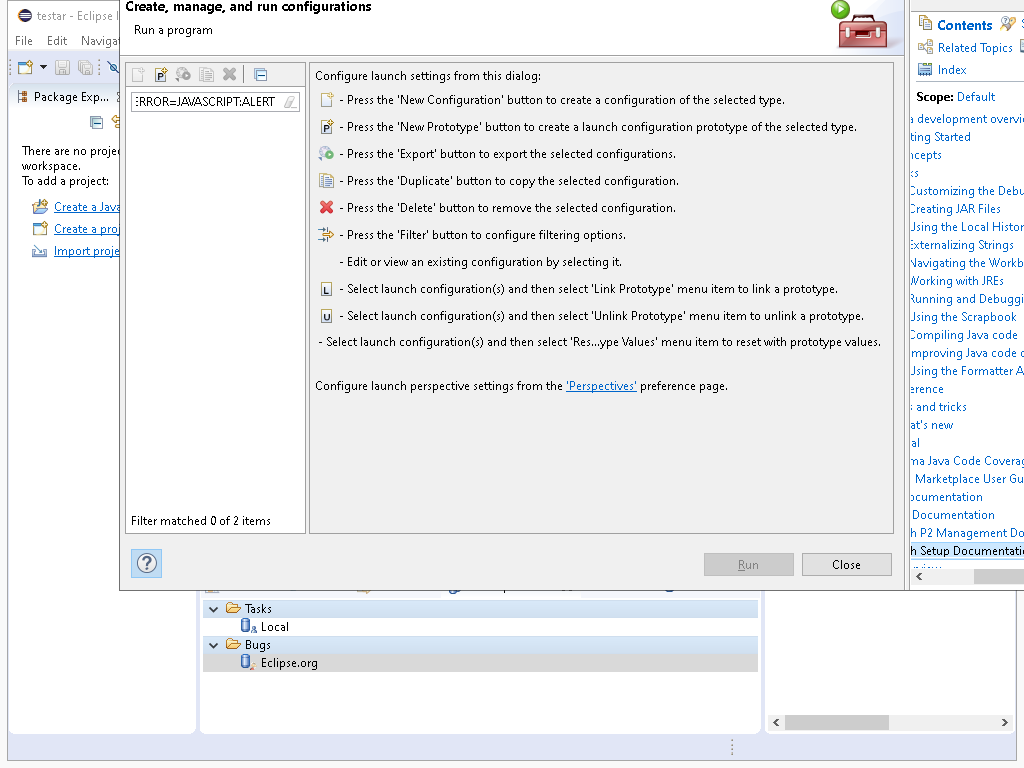 testar - Eclipse I
File Edit Naviga
Package Exp...
There are no proje
workspace.
To add a project:
Create a Java
Create a proj
Import proje
Create, manage, and run configurations
Run a program
ERROR=JAVASCRIPT:ALERT
Filter matched 0 of 2 items
Configure launch settings from this dialog:
- Press the 'New Configuration' button to create a configuration of the selected type.
- Press the 'New Prototype' button to create a launch configuration prototype of the selected type.
- Press the 'Export' button to export the selected configurations.
- Press the 'Duplicate' button to copy the selected configuration.
- Press the 'Delete' button to remove the selected configuration.
- Press the 'Filter' button to configure filtering options.
- Edit or view an existing configuration by selecting it.
L - Select launch configuration(s) and then select 'Link Prototype' menu item to link a prototype.
U - Select launch configuration(s) and then select 'Unlink Prototype' menu item to unlink a prototype.
- Select launch configuration(s) and then select 'Res...ype Values' menu item to reset with prototype values.
Configure launch perspective settings from the 'Perspectives' preference page.
Run
Close
Contents
Related Topics
Index
Scope: Default
a development overvie
ting Started
ncepts
ks
Customizing the Debu
Creating JAR Files
Using the Local Histor
Externalizing Strings
Navigating the Workb
Working with JREs
Running and Debuggi
Using the Scrapbook
Compiling Java code
mproving Java code c
Using the Formatter A
erence
s and tricks
at's new
al
ma Java Code Coverag
Marketplace User Gu
ocumentation
Documentation
h P2 Management Do
h Setup Documentatio
Tasks
Local
Bugs
Eclipse.org